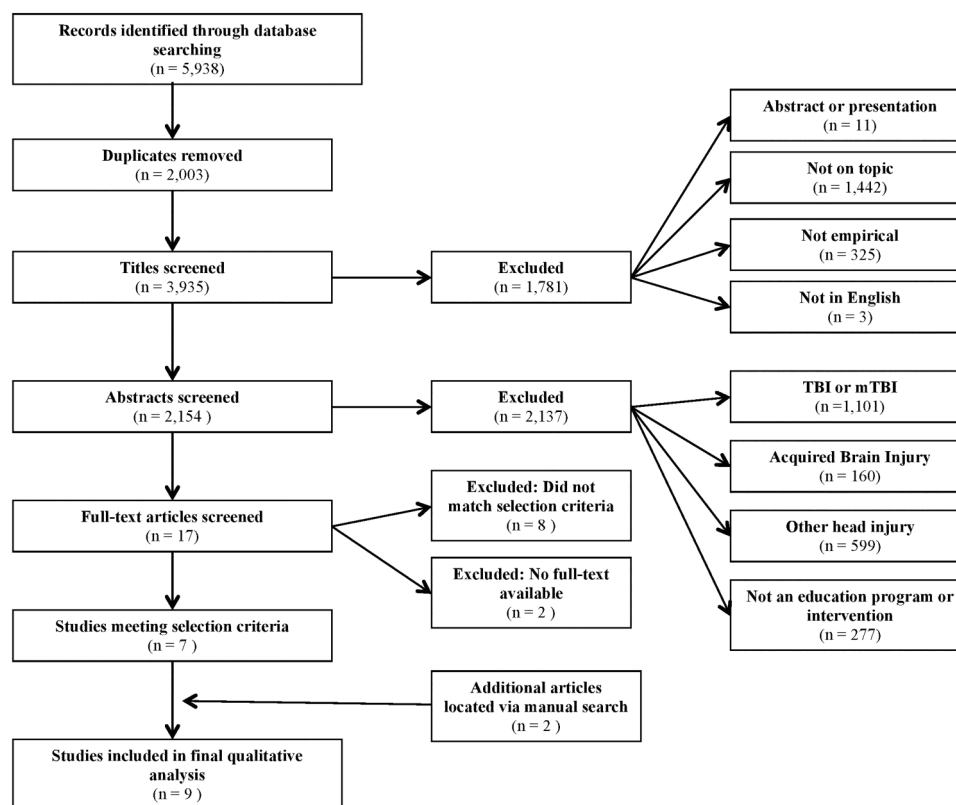 Records identified through database
searching
(n = 5,938)
Duplicates removed
(n = 2,003)
Titles screened
(n = 3,935)
Excluded
(n = 1,781)
Abstract or presentation
(n = 11)
Not on topic
(n = 1,442)
Not empirical
(n = 325)
Not in English
(n = 3)
Abstracts screened
(n = 2,154 )
Excluded
(n = 2,137)
TBI or mTBI
(n =1,101)
Acquired Brain Injury
(n = 160)
Other head injury
(n = 599)
Not an education program or
intervention
(n = 277)
Full-text articles screened
(n = 17)
Excluded: Did not
match selection criteria
(n = 8 )
Excluded: No full-text
available
(n = 2 )
Studies meeting selection criteria
(n = 7 )
Additional articles
located via manual search
(n = 2 )
Studies included in final qualitative
analysis
(n = 9 )